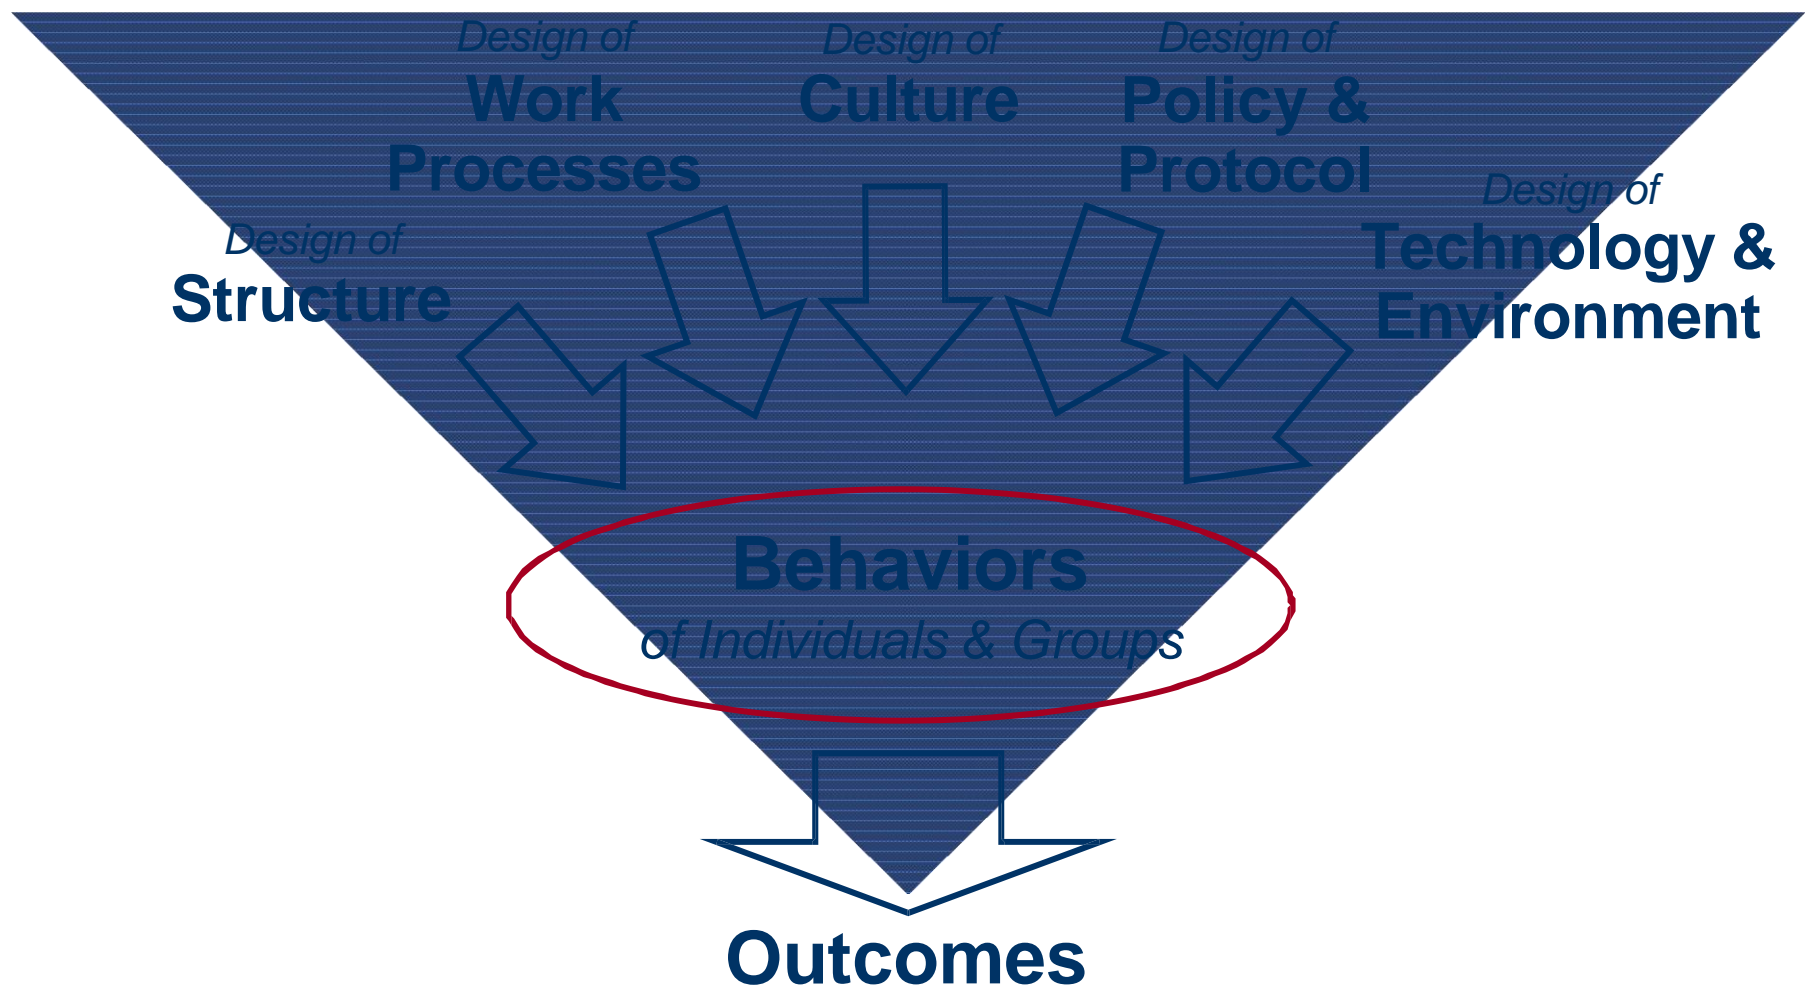 Design of
Work
Processes
Design of
Culture
Design of
Policy &
Protocol
Design of
Structure
Design of
Technology &
Environment
Behaviors
of Individuals & Groups
Outcomes